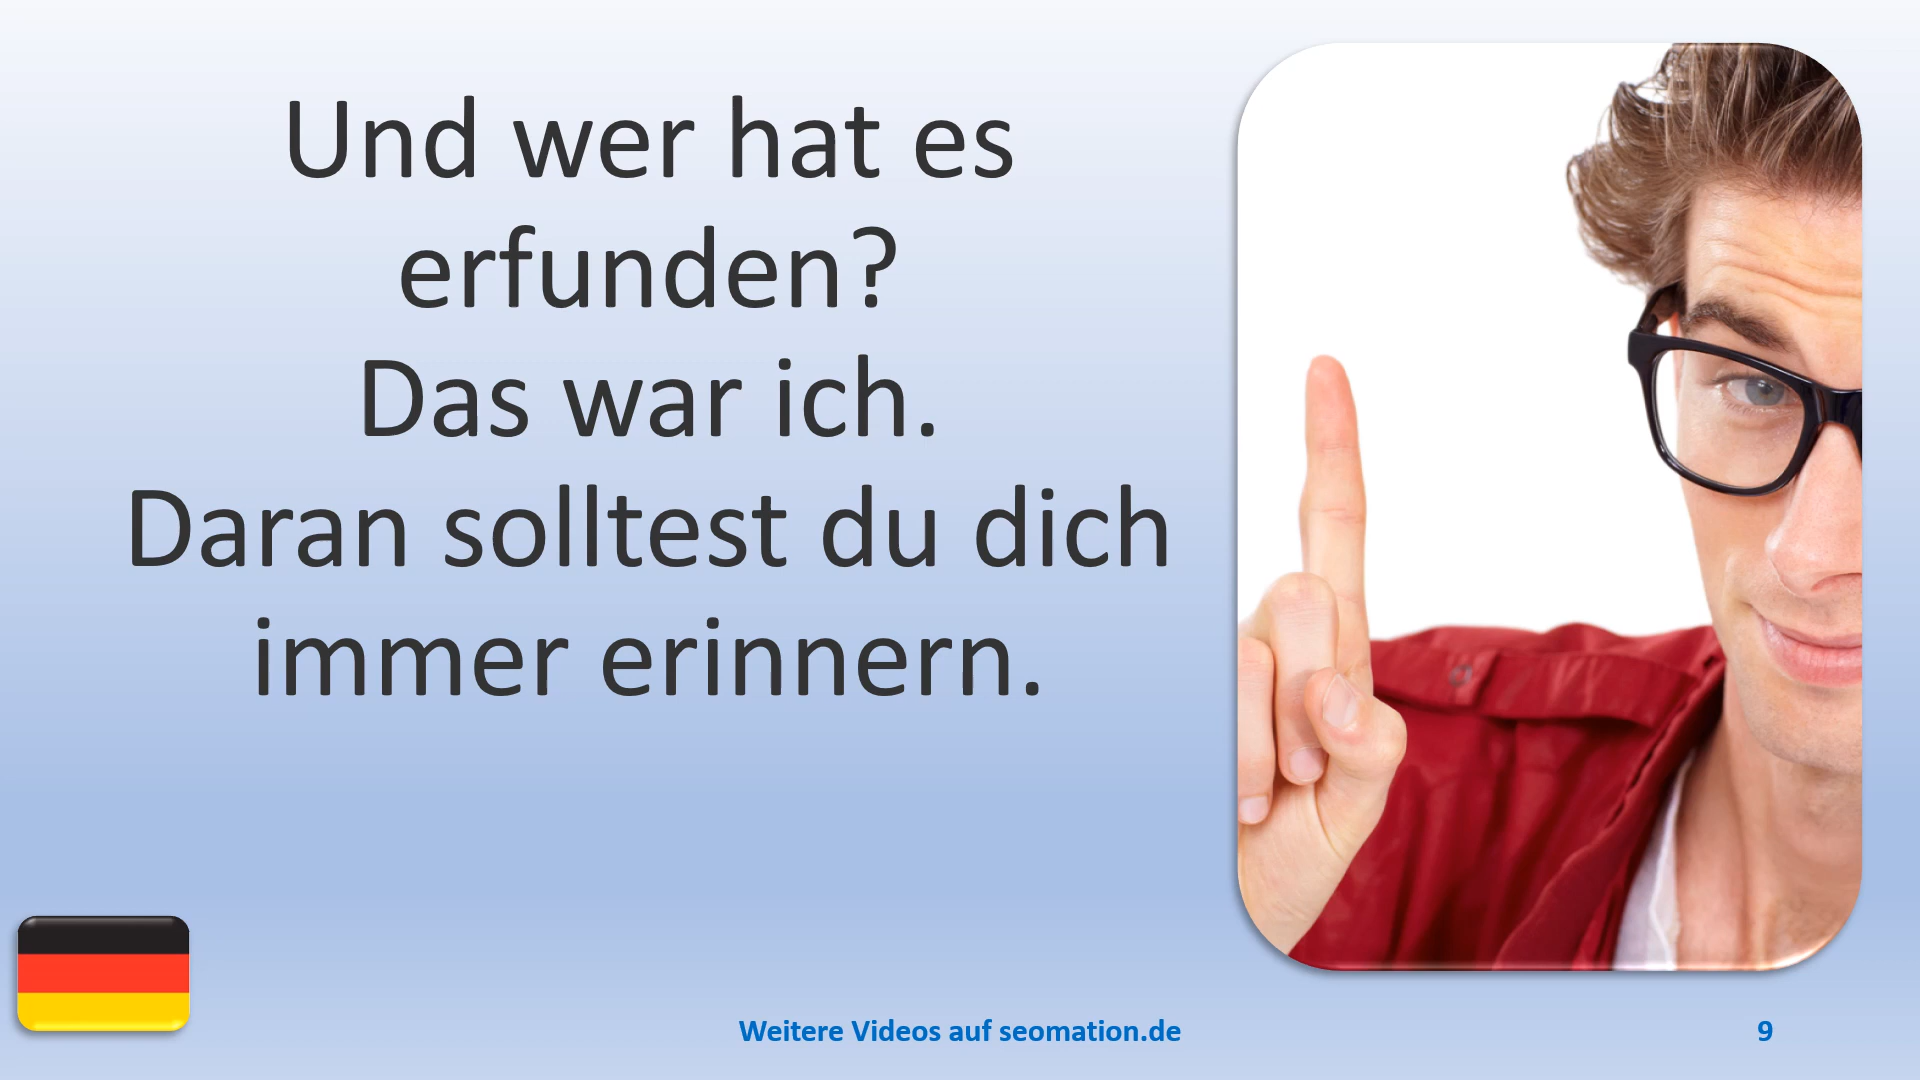 Und wer hat es
erfunden?
Das war ich.
Daran solltest du dich
immer erinnern.
Weitere Videos auf seomation.de
9